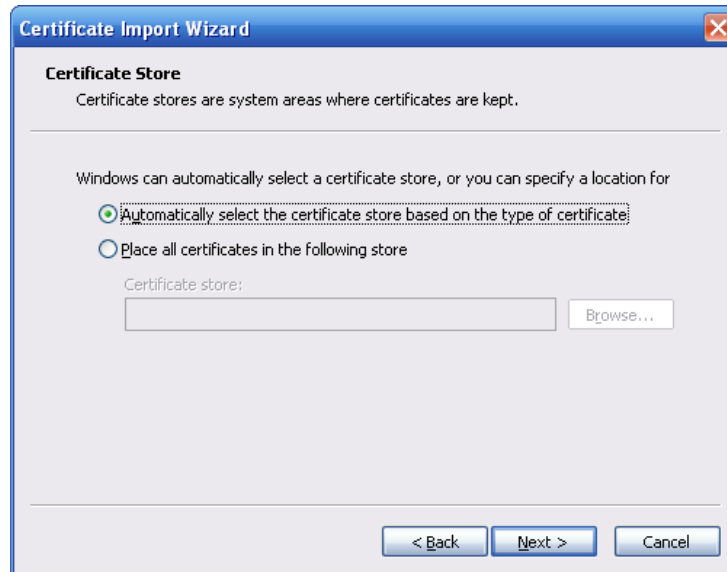 Certificate Import Wizard
Certificate Store
Certificate stores are system areas where certificates are kept.
Windows can automatically select a certificate store, or you can specify a location for
Automatically select the certificate store based on the type of certificate
Place all certificates in the following store
Certificate store:
Browse...
< Back
Next >
Cancel